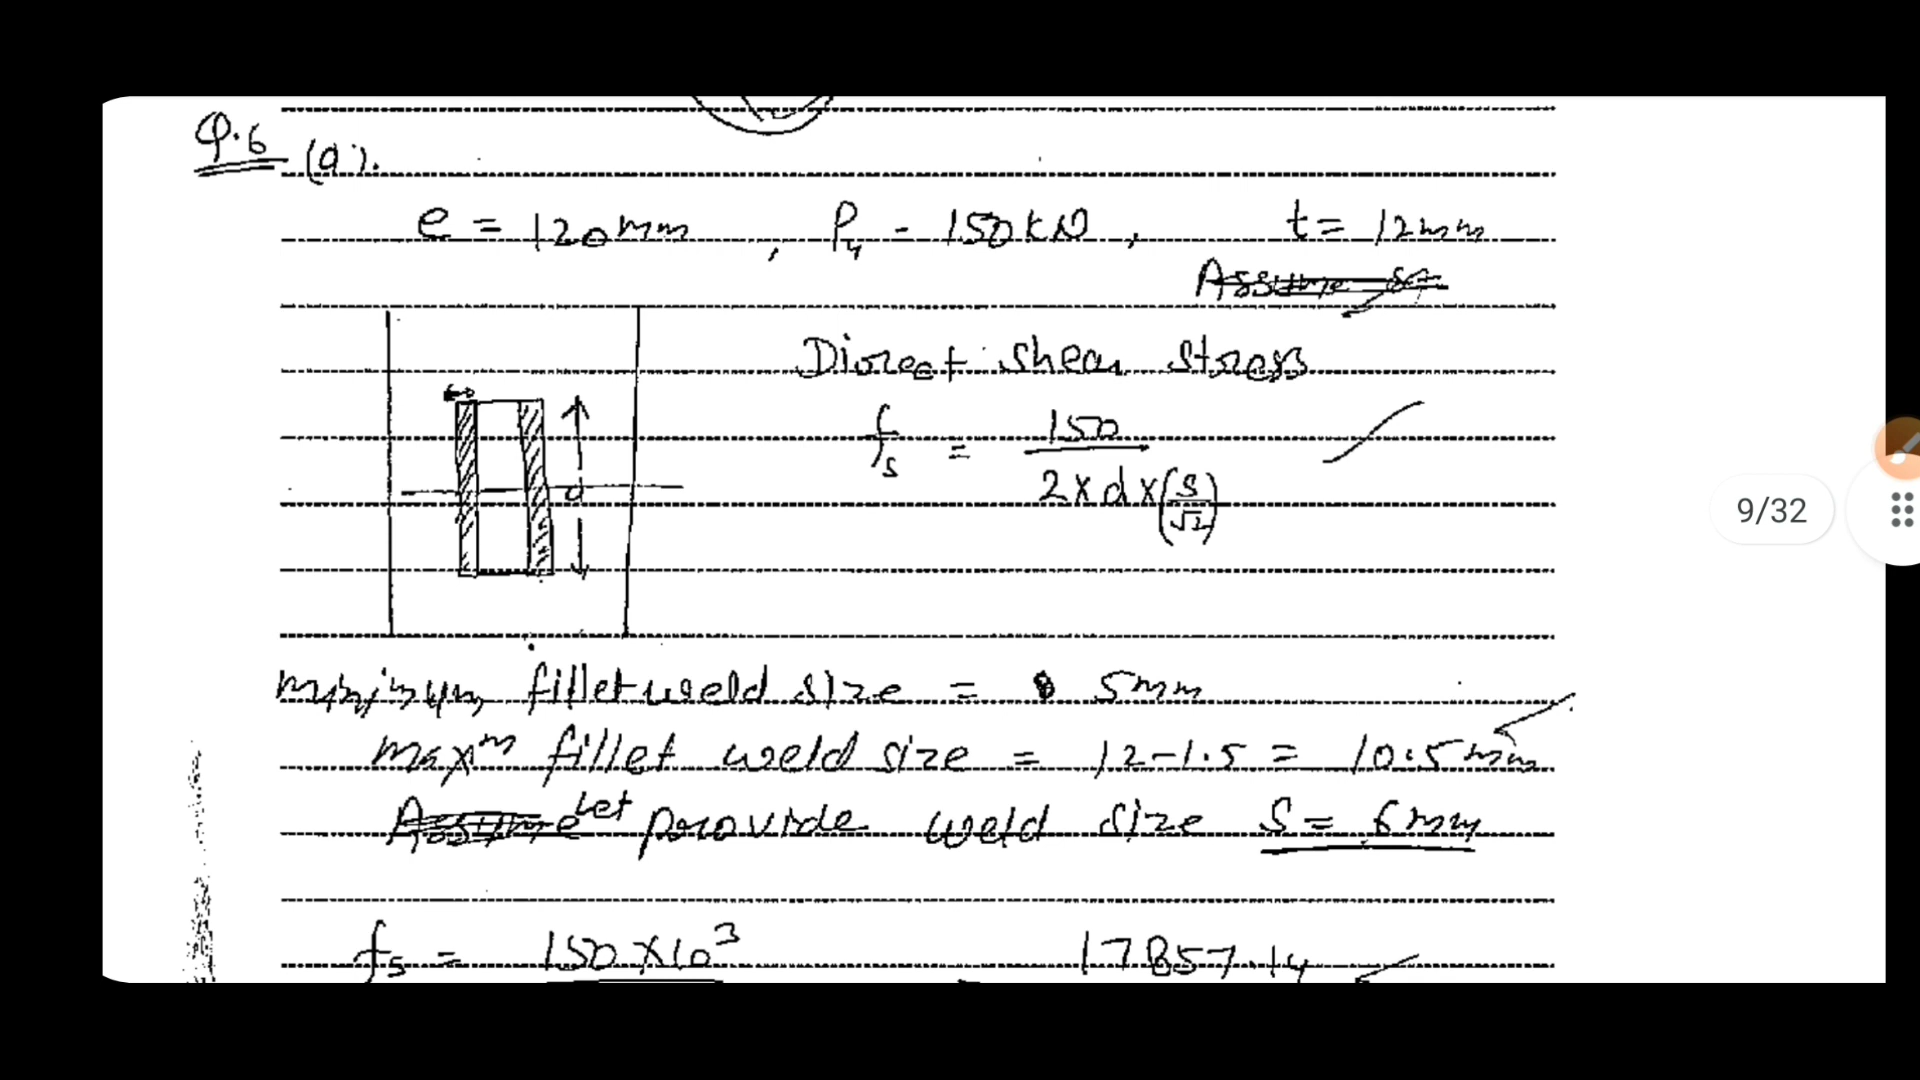 Q.6 (a).
e = 120mm , Pu - 150kN , t= 12mm
Direct shear stress
fs = 150 / 2×d×(s/√2)
d
minimum fillet weld size = 5mm
maxm fillet weld size = 12-1.5 = 10.5mm
let provide weld size S= 6mm
fs = 150×10³ = 17857.14
9/32